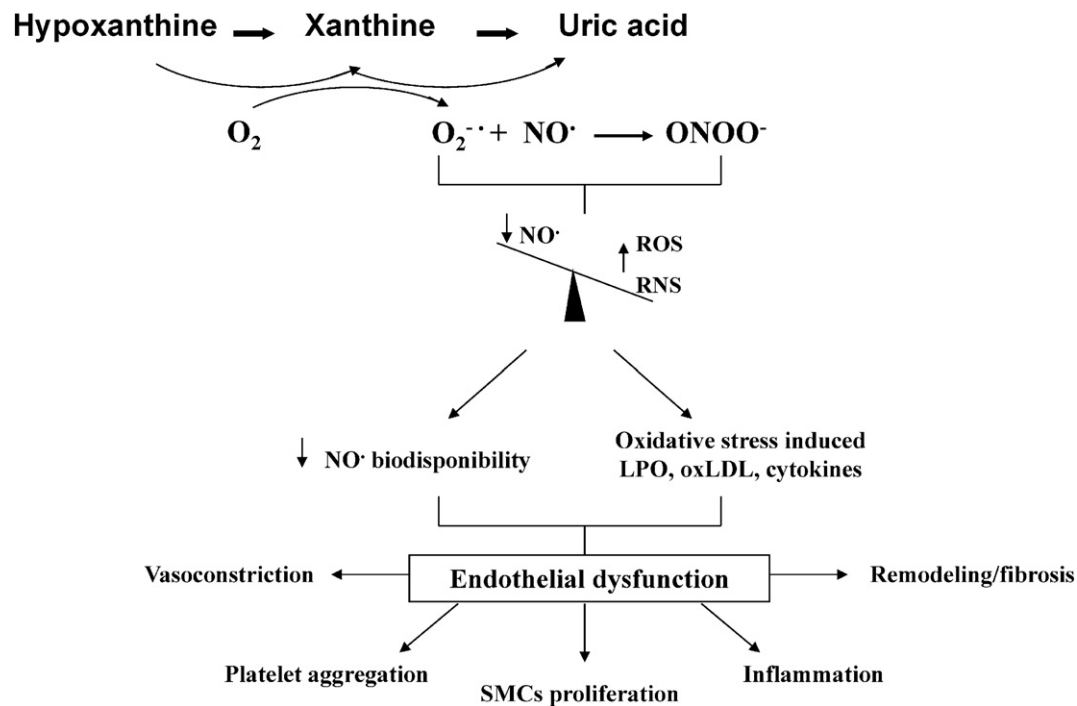 Hypoxanthine → Xanthine → Uric acid
O₂ O₂⁻˙ + NO˙ → ONOO⁻
↓ NO˙ ↑ ROS
RNS
↓ NO˙ biodisponibility
Oxidative stress induced
LPO, oxLDL, cytokines
Vasoconstriction
Endothelial dysfunction
Remodeling/fibrosis
Platelet aggregation
SMCs proliferation
Inflammation